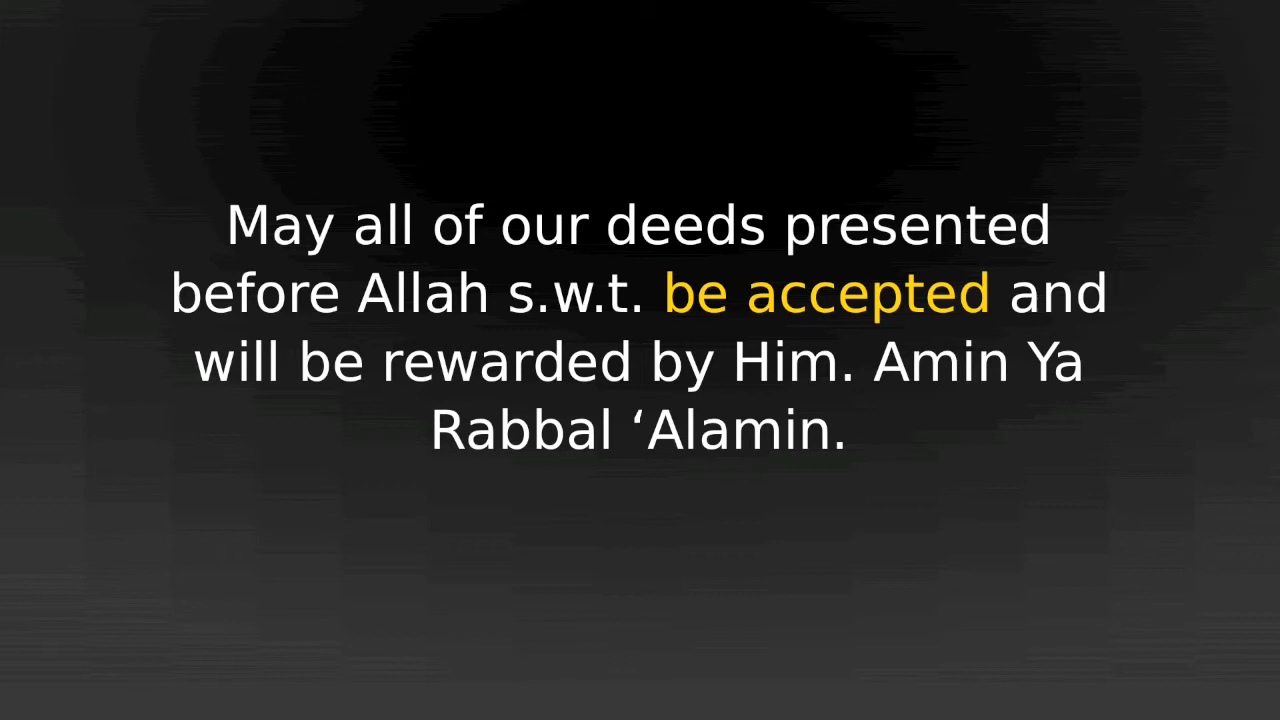 May all of our deeds presented
before Allah s.w.t. be accepted and
will be rewarded by Him. Amin Ya
Rabbal ‘Alamin.